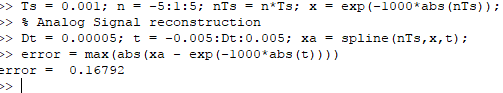 >> Ts = 0.001; n = -5:1:5; nTs = n*Ts; x = exp(-1000*abs(nTs));
>> % Analog Signal reconstruction
>> Dt = 0.00005; t = -0.005:Dt:0.005; xa = spline(nTs,x,t);
>> error = max(abs(xa - exp(-1000*abs(t))))
error =  0.16792
>>